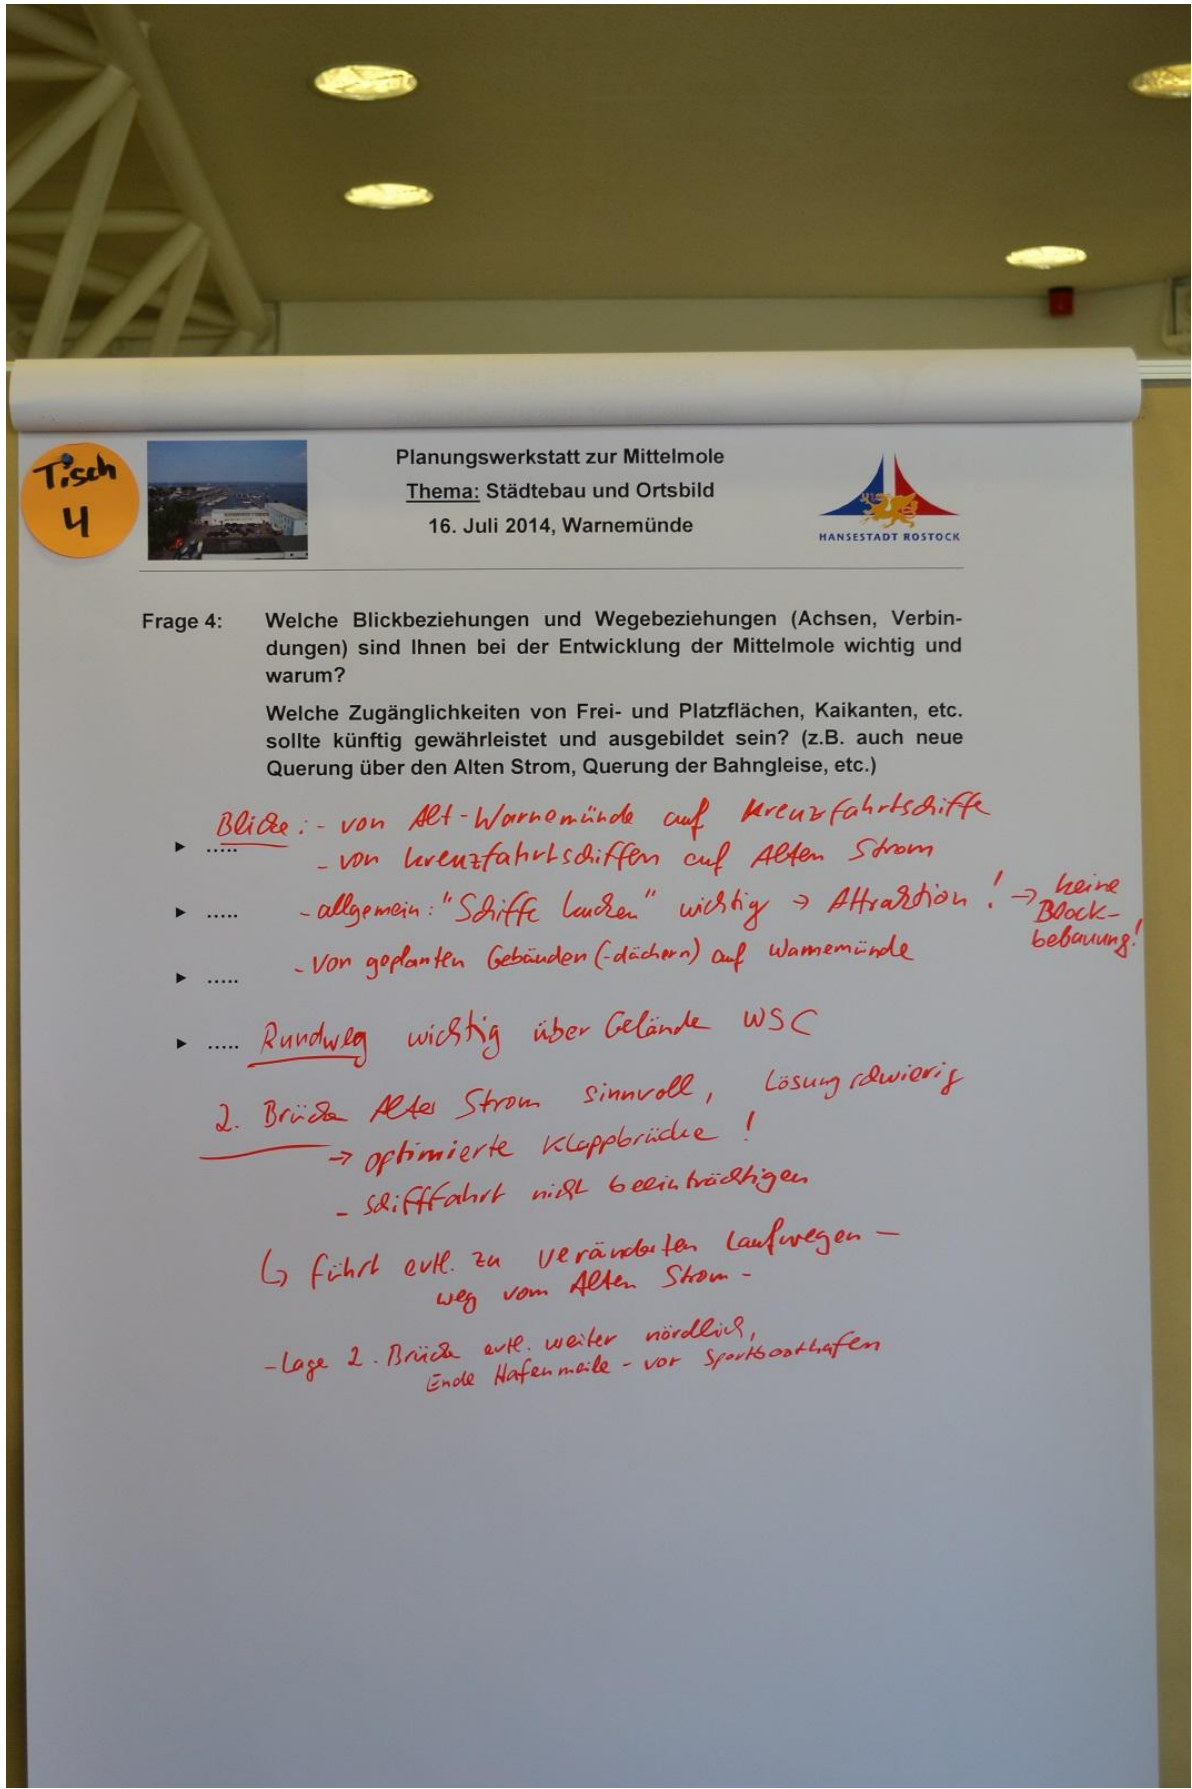 Tisch
4
Planungswerkstatt zur Mittelmole
Thema: Städtebau und Ortsbild
16. Juli 2014, Warnemünde
HANSESTADT ROSTOCK
Frage 4: Welche Blickbeziehungen und Wegebeziehungen (Achsen, Verbin-
dungen) sind Ihnen bei der Entwicklung der Mittelmole wichtig und
warum?
Welche Zugänglichkeiten von Frei- und Platzflächen, Kaikanten, etc.
sollte künftig gewährleistet und ausgebildet sein? (z.B. auch neue
Querung über den Alten Strom, Querung der Bahngleise, etc.)
Blicke: - von Alt-Warnemünde auf Kreuzfahrtschiffe
► .....
- von Kreuzfahrtschiffen auf Alten Strom
► ..... - allgemein: "Schiffe kucken" wichtig → Attraktion! → keine
Block-
bebauung!
- von geplanten Gebäuden (-dächern) auf Warnemünde
► .....
► ..... Rundweg wichtig über Gelände WSC
2. Brücke Alter Strom sinnvoll, Lösung schwierig
→ optimierte Klappbrücke!
- Schifffahrt nicht beeinträchtigen
↳ führt evtl. zu veränderten Laufwegen -
weg vom Alten Strom -
- Lage 2. Brücke evtl. weiter nördlich,
Ende Hafenmeile - vor Sportboothafen